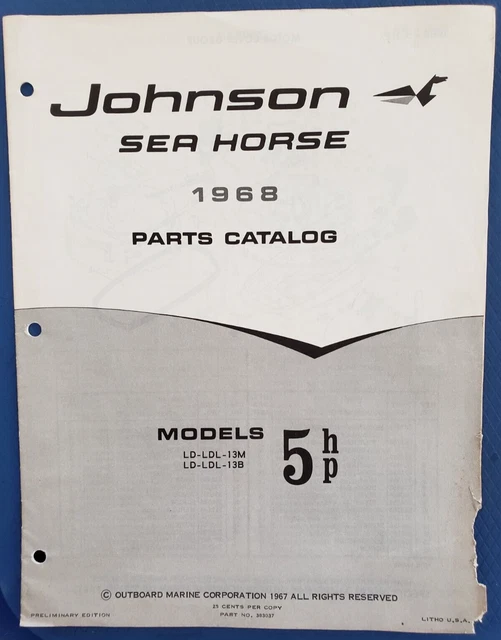 Johnson
SEA HORSE
1968
PARTS CATALOG
MODELS
LD-LDL-13M
LD-LDL-13B
5 hp
© OUTBOARD MARINE CORPORATION 1967 ALL RIGHTS RESERVED
25 CENTS PER COPY
PRELIMINARY EDITION
LITHO U.S.A.